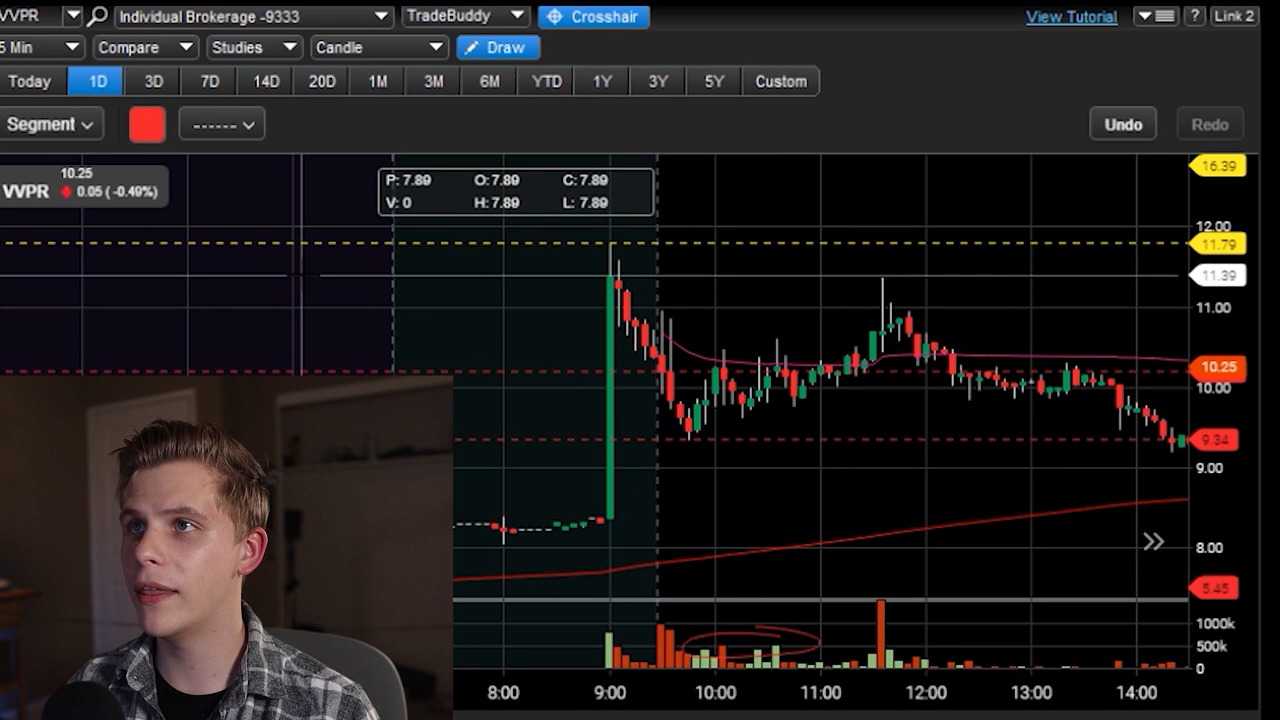 VVPR Individual Brokerage -9333 TradeBuddy Crosshair View Tutorial ? Link 2
5 Min Compare Studies Candle Draw
Today 1D 3D 7D 14D 20D 1M 3M 6M YTD 1Y 3Y 5Y Custom
Segment ------ Undo Redo
16.39
10.25
VVPR 0.05 ( -0.49%)
P: 7.89 O: 7.89 C: 7.89
V: 0 H: 7.89 L: 7.89
12.00
11.79
11.39
11.00
10.25
10.00
9.34
9.00
8.00
5.45
1000k
500k
0
8:00 9:00 10:00 11:00 12:00 13:00 14:00